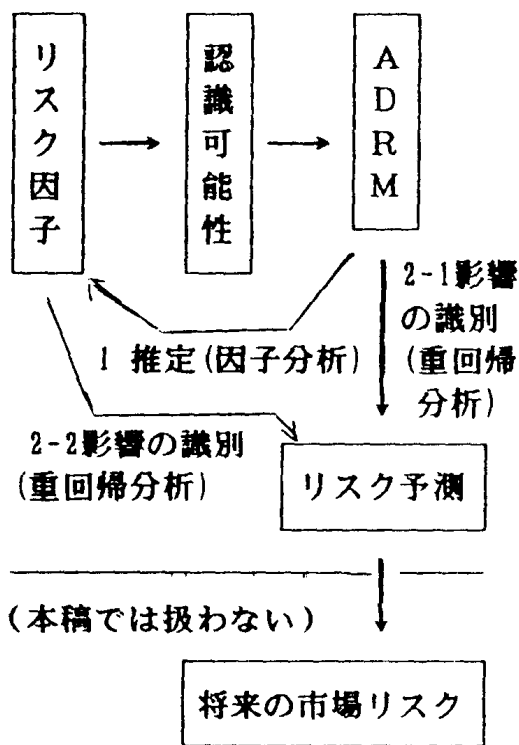 リスク因子
認識可能性
ADRM
2-1影響
の識別
(重回帰
分析)
1 推定(因子分析)
2-2影響の識別
(重回帰分析)
リスク予測
(本稿では扱わない)
将来の市場リスク